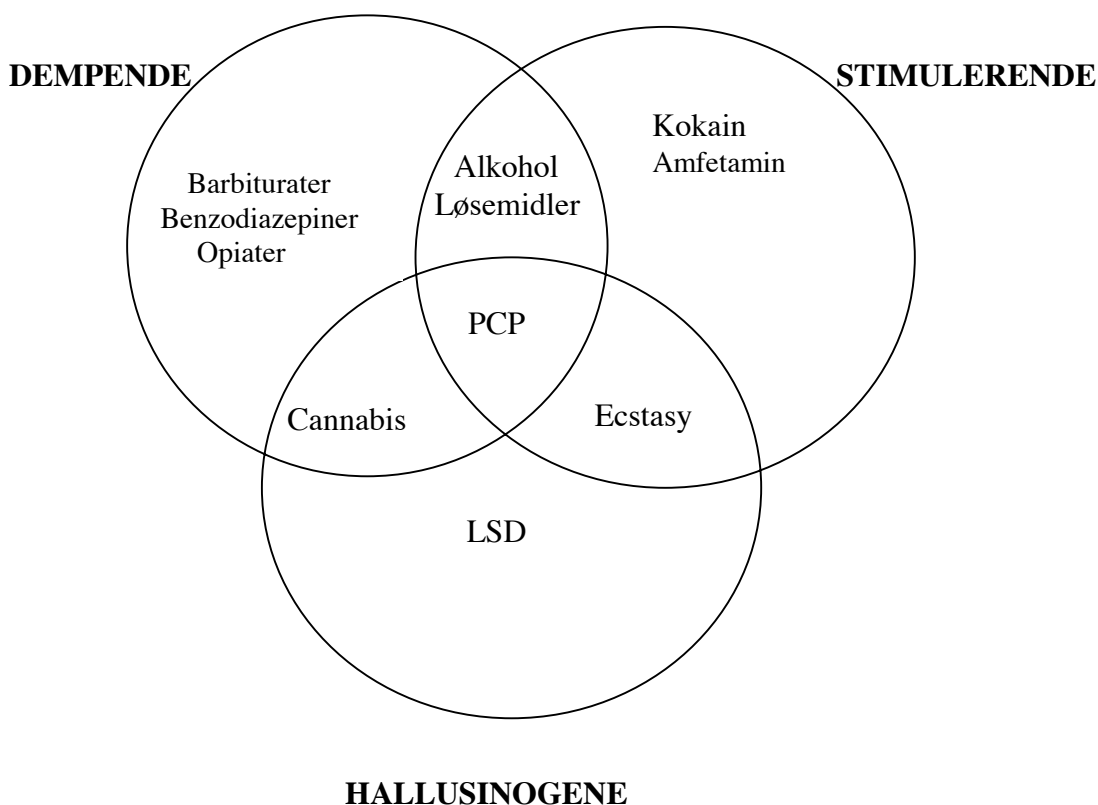 DEMPENDE
STIMULERENDE
Kokain
Amfetamin
Alkohol
Løsemidler
Barbiturater
Benzodiazepiner
Opiater
PCP
Cannabis
Ecstasy
LSD
HALLUSINOGENE